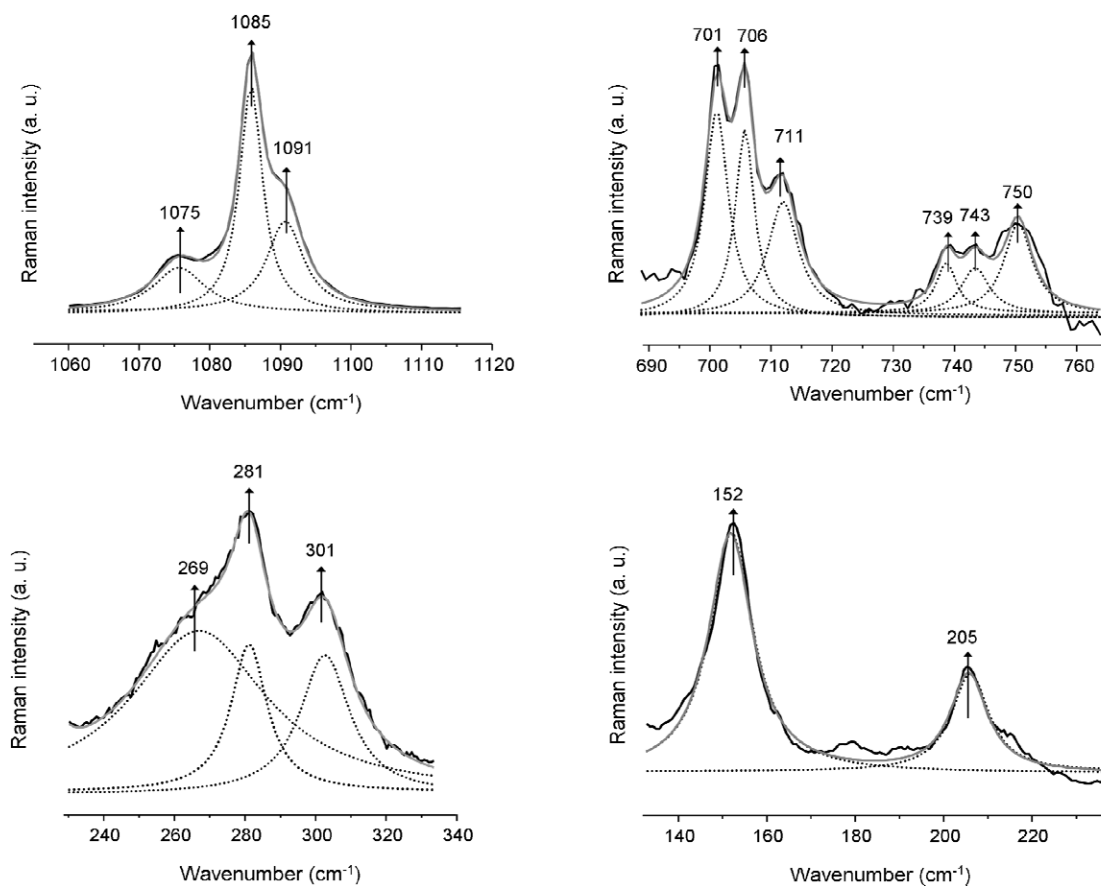 1085
1091
1075
Raman intensity (a. u.)
1060 1070 1080 1090 1100 1110 1120
Wavenumber (cm-1)
701 706
711
739 743 750
Raman intensity (a. u.)
690 700 710 720 730 740 750 760
Wavenumber (cm-1)
281
269
301
Raman intensity (a. u.)
240 260 280 300 320 340
Wavenumber (cm-1)
152
205
Raman intensity (a. u.)
140 160 180 200 220
Wavenumber (cm-1)